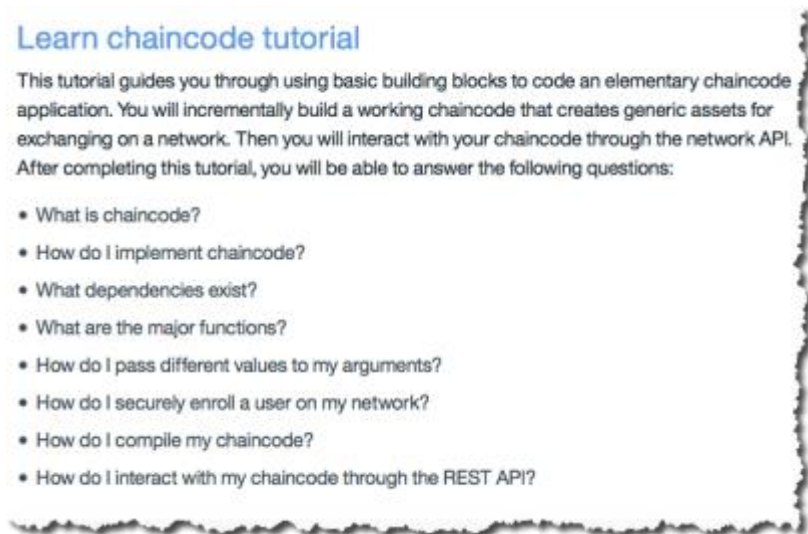 Learn chaincode tutorial
This tutorial guides you through using basic building blocks to code an elementary chaincode
application. You will incrementally build a working chaincode that creates generic assets for
exchanging on a network. Then you will interact with your chaincode through the network API.
After completing this tutorial, you will be able to answer the following questions:
• What is chaincode?
• How do I implement chaincode?
• What dependencies exist?
• What are the major functions?
• How do I pass different values to my arguments?
• How do I securely enroll a user on my network?
• How do I compile my chaincode?
• How do I interact with my chaincode through the REST API?